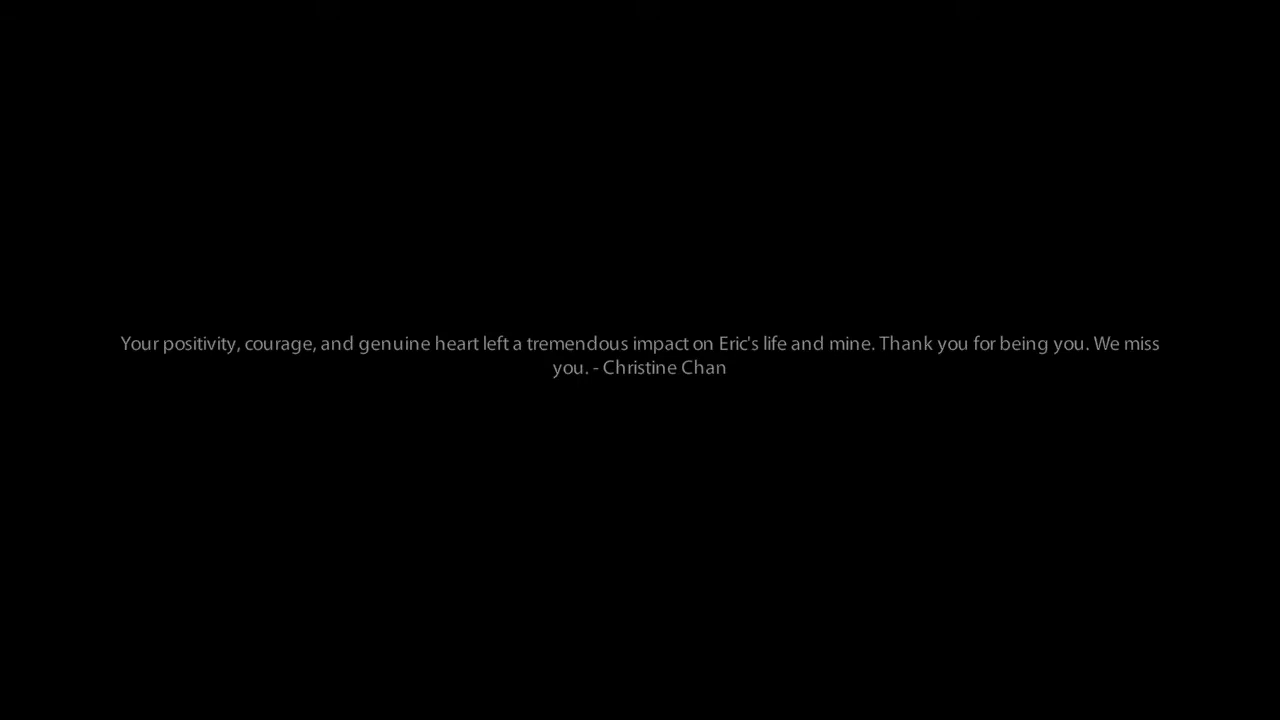 Your positivity, courage, and genuine heart left a tremendous impact on Eric's life and mine. Thank you for being you. We miss
you. - Christine Chan